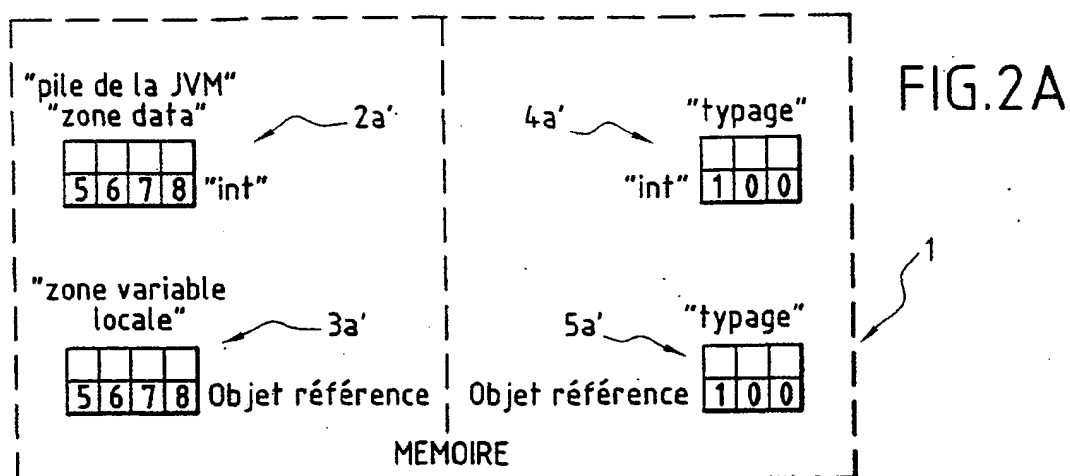 FIG.2A
"pile de la JVM"
"zone data"
2a'
5 6 7 8 "int"
4a'
"typage"
"int" 1 0 0
1
"zone variable
locale"
3a'
5 6 7 8 Objet référence
5a'
"typage"
Objet référence 1 0 0
MEMOIRE